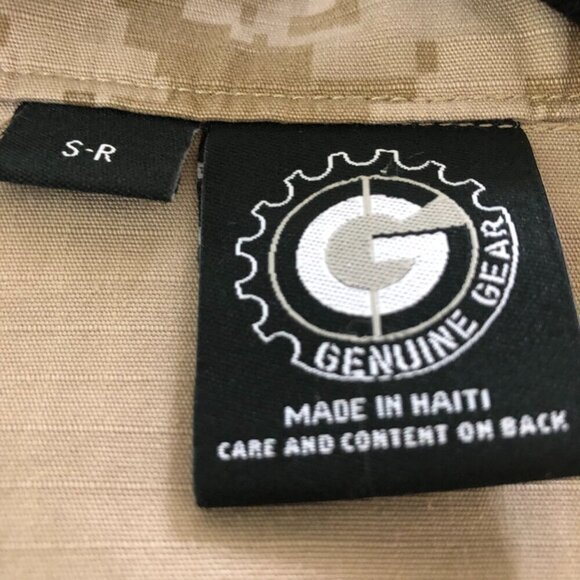 S-R
G
GENUINE GEAR
MADE IN HAITI
CARE AND CONTENT ON BACK